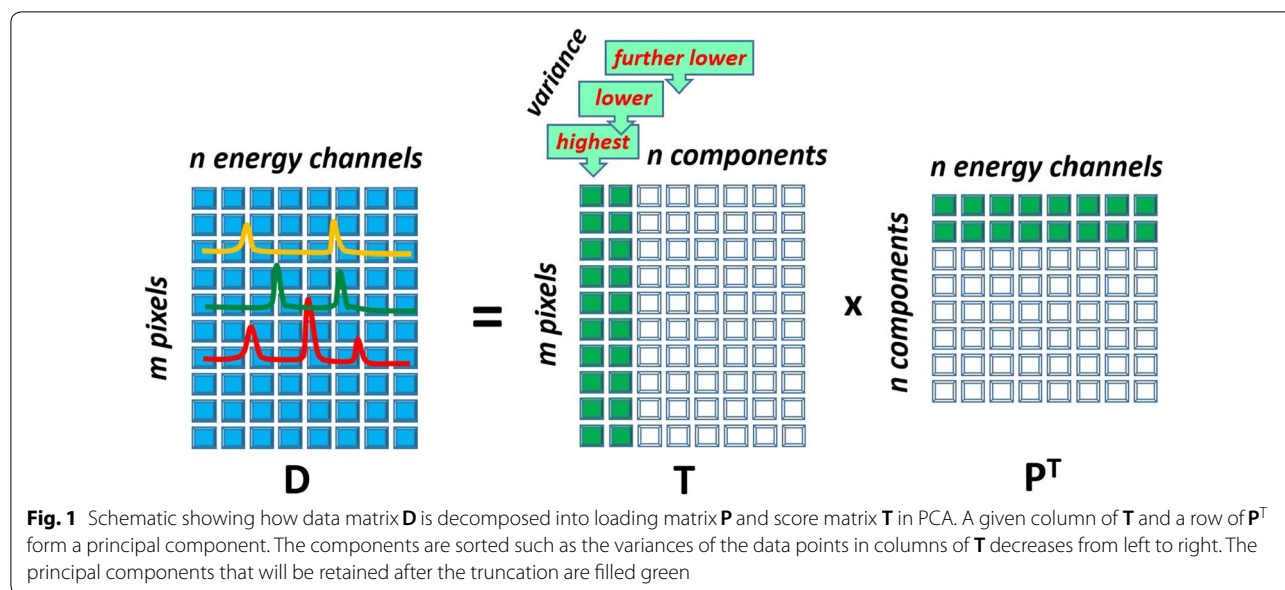 variance
further lower
lower
highest
n energy channels
n components
n energy channels
m pixels
=
m pixels
x
n components
D
T
Pᵀ
Fig. 1 Schematic showing how data matrix D is decomposed into loading matrix P and score matrix T in PCA. A given column of T and a row of Pᵀ
form a principal component. The components are sorted such as the variances of the data points in columns of T decreases from left to right. The
principal components that will be retained after the truncation are filled green